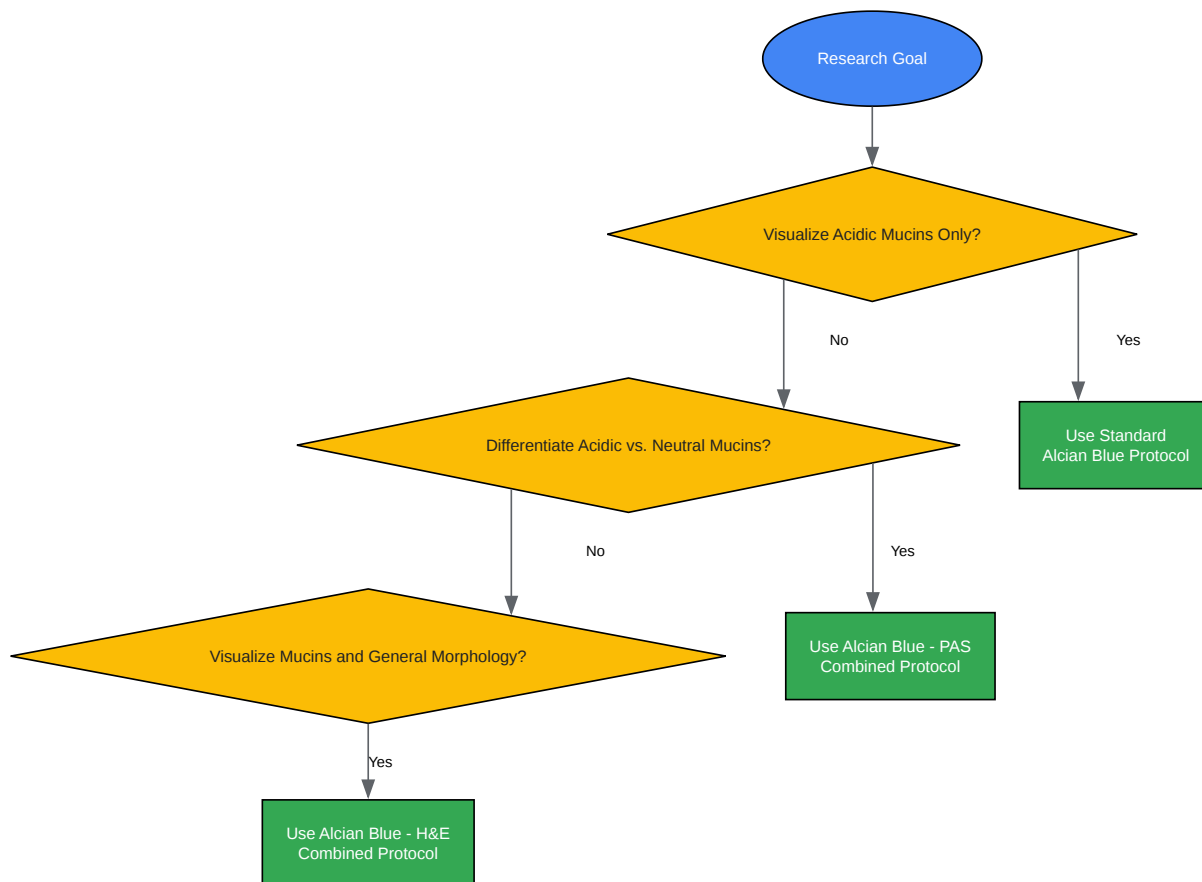 Research Goal
Visualize Acidic Mucins Only?
No
Yes
Use Standard
Alcian Blue Protocol
Differentiate Acidic vs. Neutral Mucins?
No
Yes
Use Alcian Blue - PAS
Combined Protocol
Visualize Mucins and General Morphology?
Yes
Use Alcian Blue - H&E
Combined Protocol